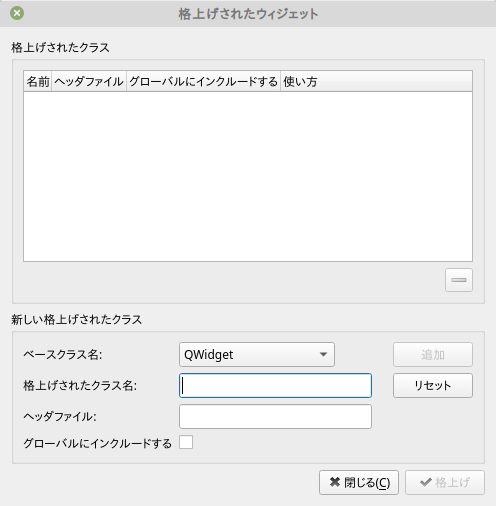 格上げされたウィジェット
格上げされたクラス
名前 ヘッダファイル グローバルにインクルードする 使い方
新しい格上げされたクラス
ベースクラス名: QWidget 追加
格上げされたクラス名: リセット
ヘッダファイル:
グローバルにインクルードする
閉じる(C) 格上げ